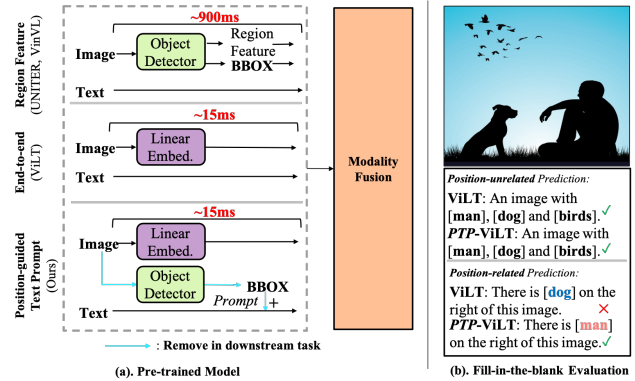 Region Feature
(UNITER, VinVL)
~900ms
Image
Object
Detector
Region
Feature
BBOX
Text
End-to-end
(ViLT)
~15ms
Image
Linear
Embed.
Text
Position-guided
Text Prompt
(Ours)
~15ms
Image
Linear
Embed.
Object
Detector
BBOX
Prompt +
Text
: Remove in downstream task
Modality
Fusion
(a). Pre-trained Model
Position-unrelated Prediction:
ViLT: An image with
[man], [dog] and [birds].✓
PTP-ViLT: An image with
[man], [dog] and [birds].✓
Position-related Prediction:
ViLT: There is [dog] on the
right of this image. ✕
PTP-ViLT: There is [man]
on the right of this image.✓
(b). Fill-in-the-blank Evaluation